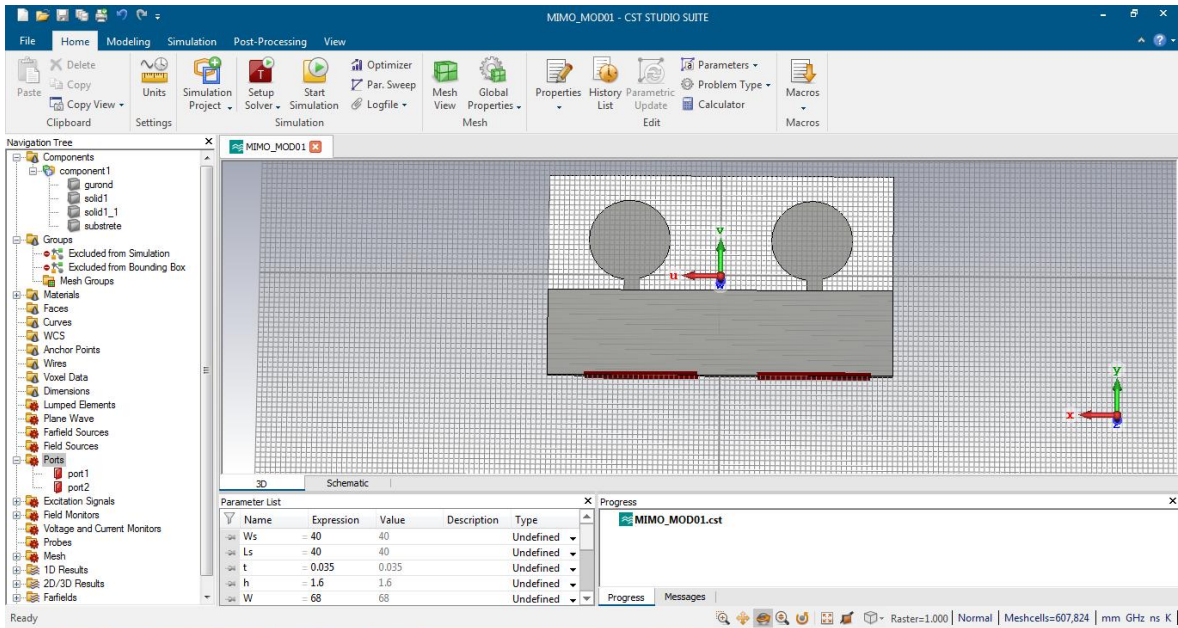 MIMO_MOD01 - CST STUDIO SUITE
File Home Modeling Simulation Post-Processing View
Paste
Delete
Copy
Copy View
Clipboard
Units
Settings
Simulation Project
Setup Solver
Start Simulation
Optimizer
Par. Sweep
Logfile
Simulation
Mesh View
Global Properties
Mesh
Properties
History List
Parametric Update
Parameters
Problem Type
Calculator
Edit
Macros
Macros
Navigation Tree
Components
component1
gurond
solid1
solid1_1
substrete
Groups
Excluded from Simulation
Excluded from Bounding Box
Mesh Groups
Materials
Faces
Curves
WCS
Anchor Points
Wires
Voxel Data
Dimensions
Lumped Elements
Plane Wave
Farfield Sources
Field Sources
Ports
port1
port2
Excitation Signals
Field Monitors
Voltage and Current Monitors
Probes
Mesh
1D Results
2D/3D Results
Farfields
MIMO_MOD01
v
u
w
y
x
z
3D Schematic
Parameter List
Name Expression Value Description Type
Ws = 40 40 Undefined
Ls = 40 40 Undefined
t = 0.035 0.035 Undefined
h = 1.6 1.6 Undefined
W = 68 68 Undefined
Progress
MIMO_MOD01.cst
Progress Messages
Ready
Raster=1.000 Normal Meshcells=607,824 mm GHz ns K